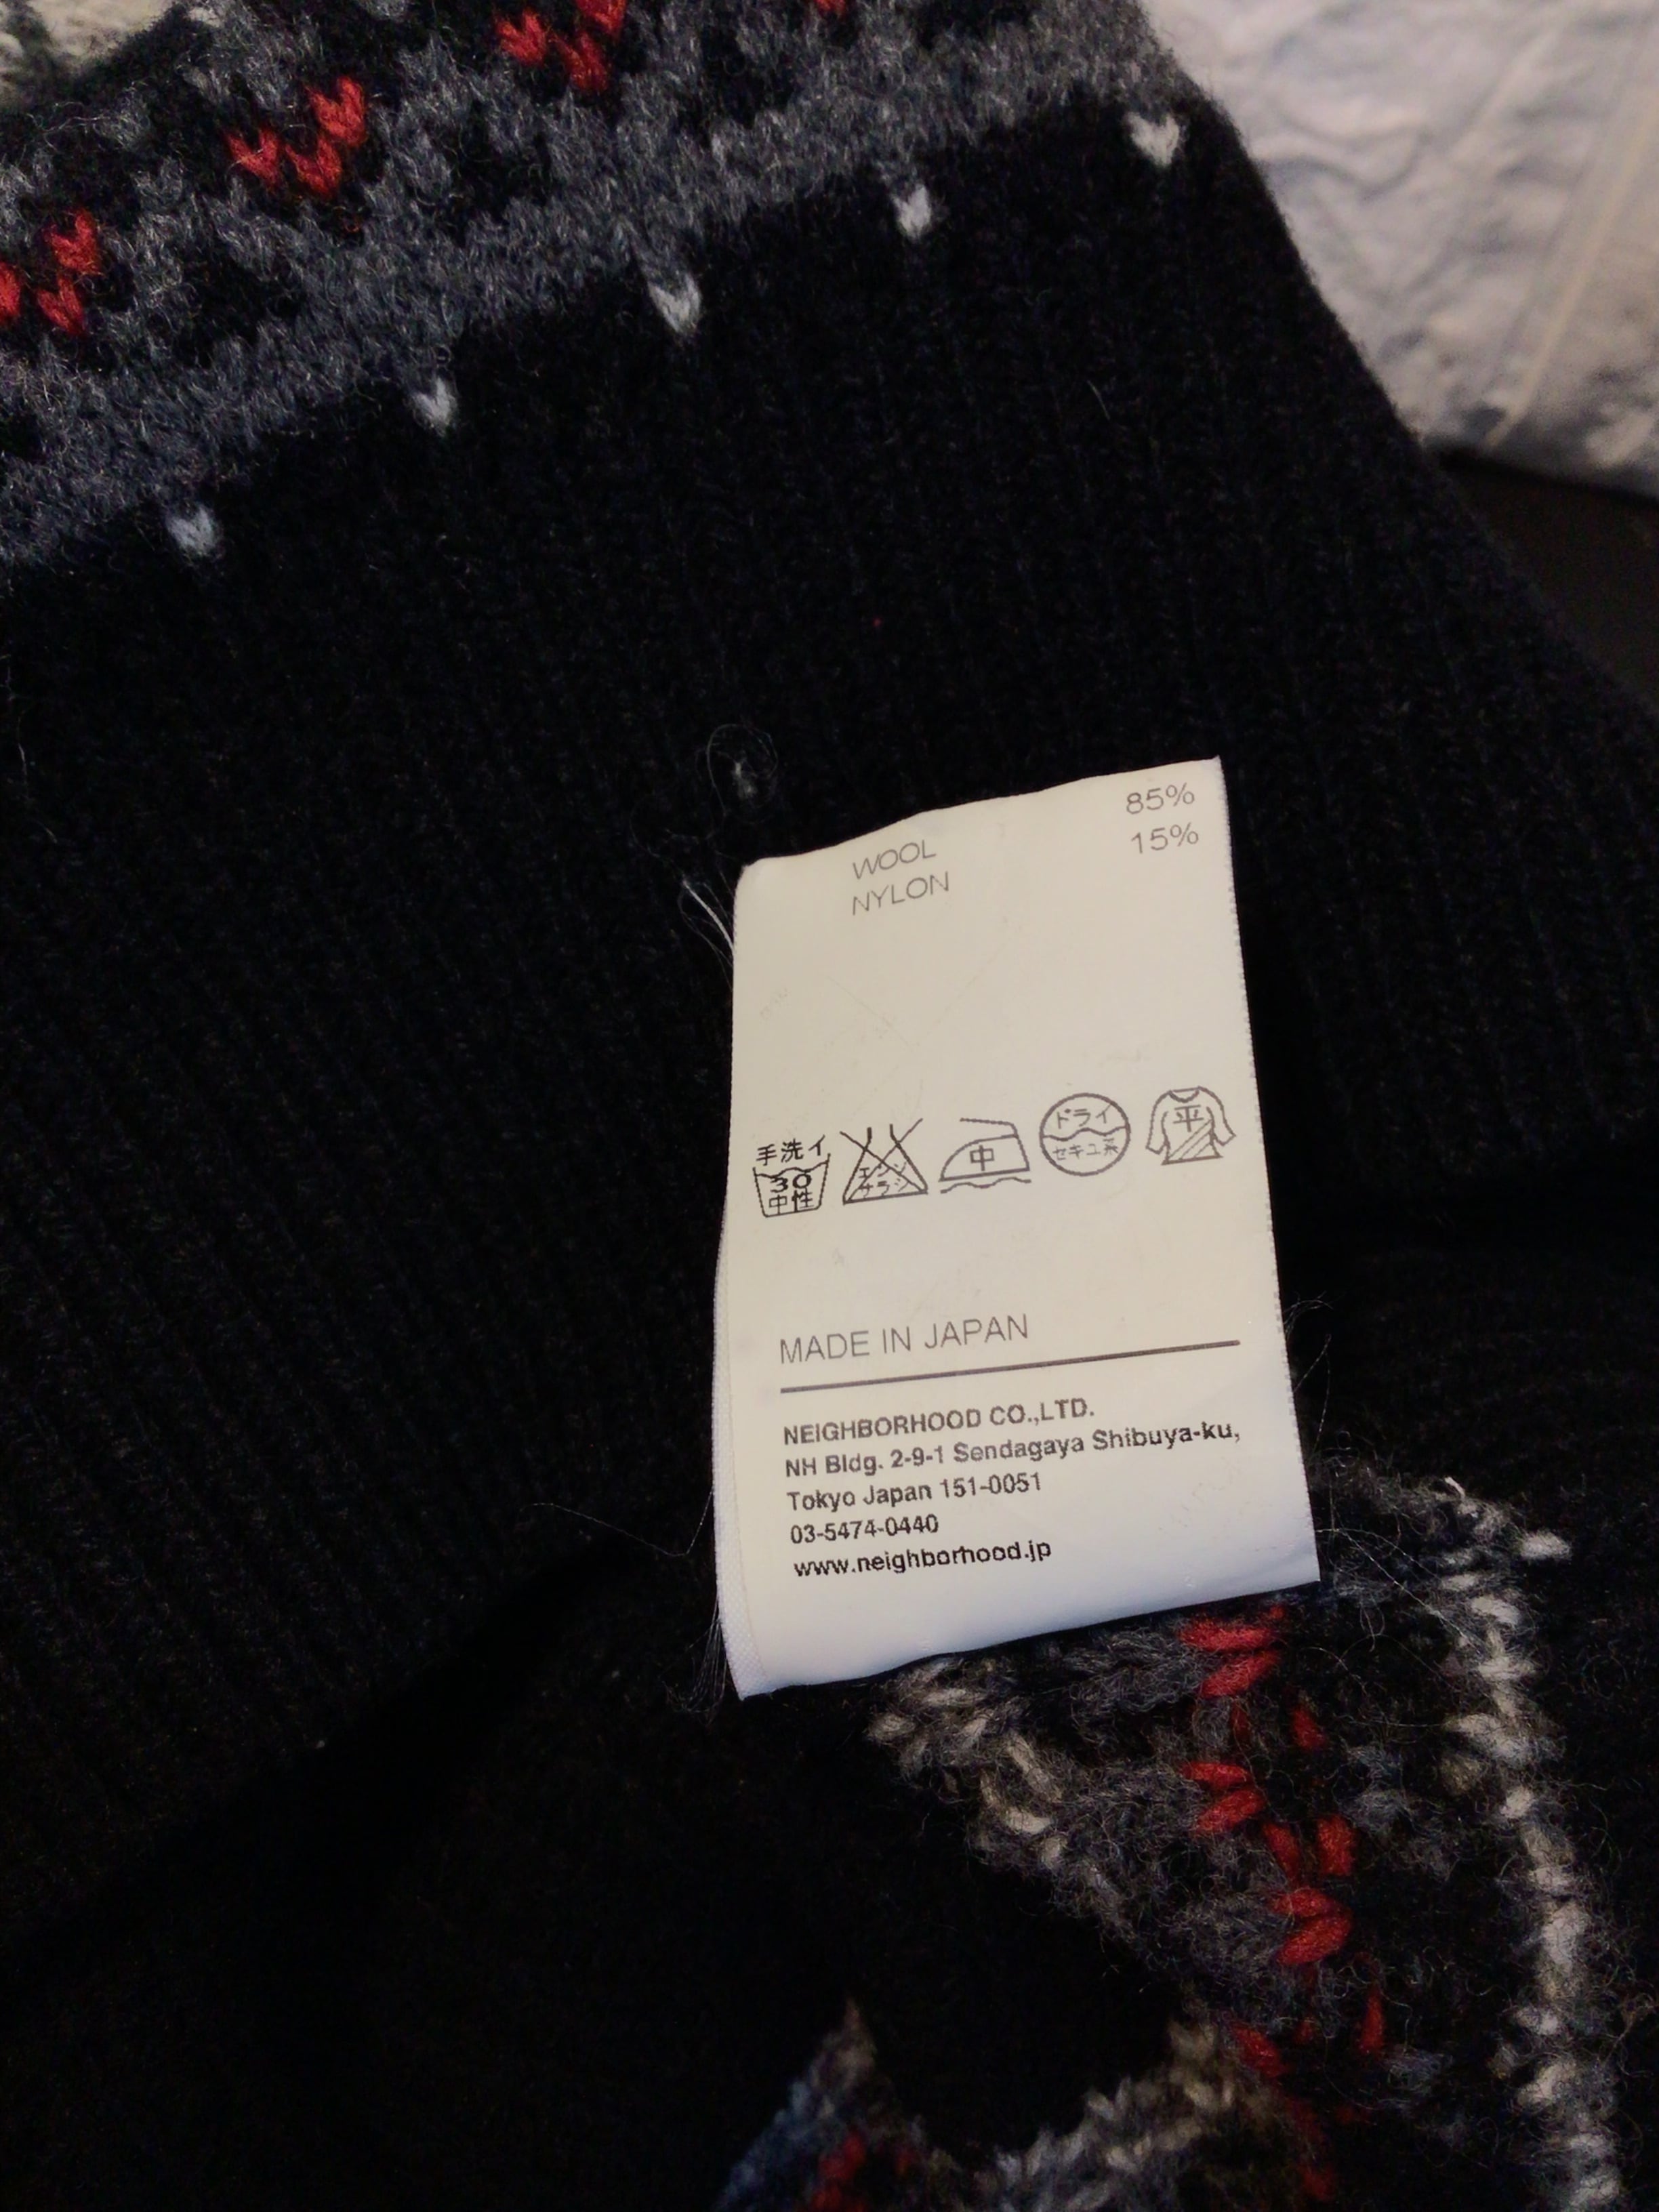 WOOL 85%
NYLON 15%
手洗イ
30
中性
エンソ
サラシ
中
ドライ
セキユ系
平
MADE IN JAPAN
NEIGHBORHOOD CO.,LTD.
NH Bldg. 2-9-1 Sendagaya Shibuya-ku,
Tokyo Japan 151-0051
03-5474-0440
www.neighborhood.jp